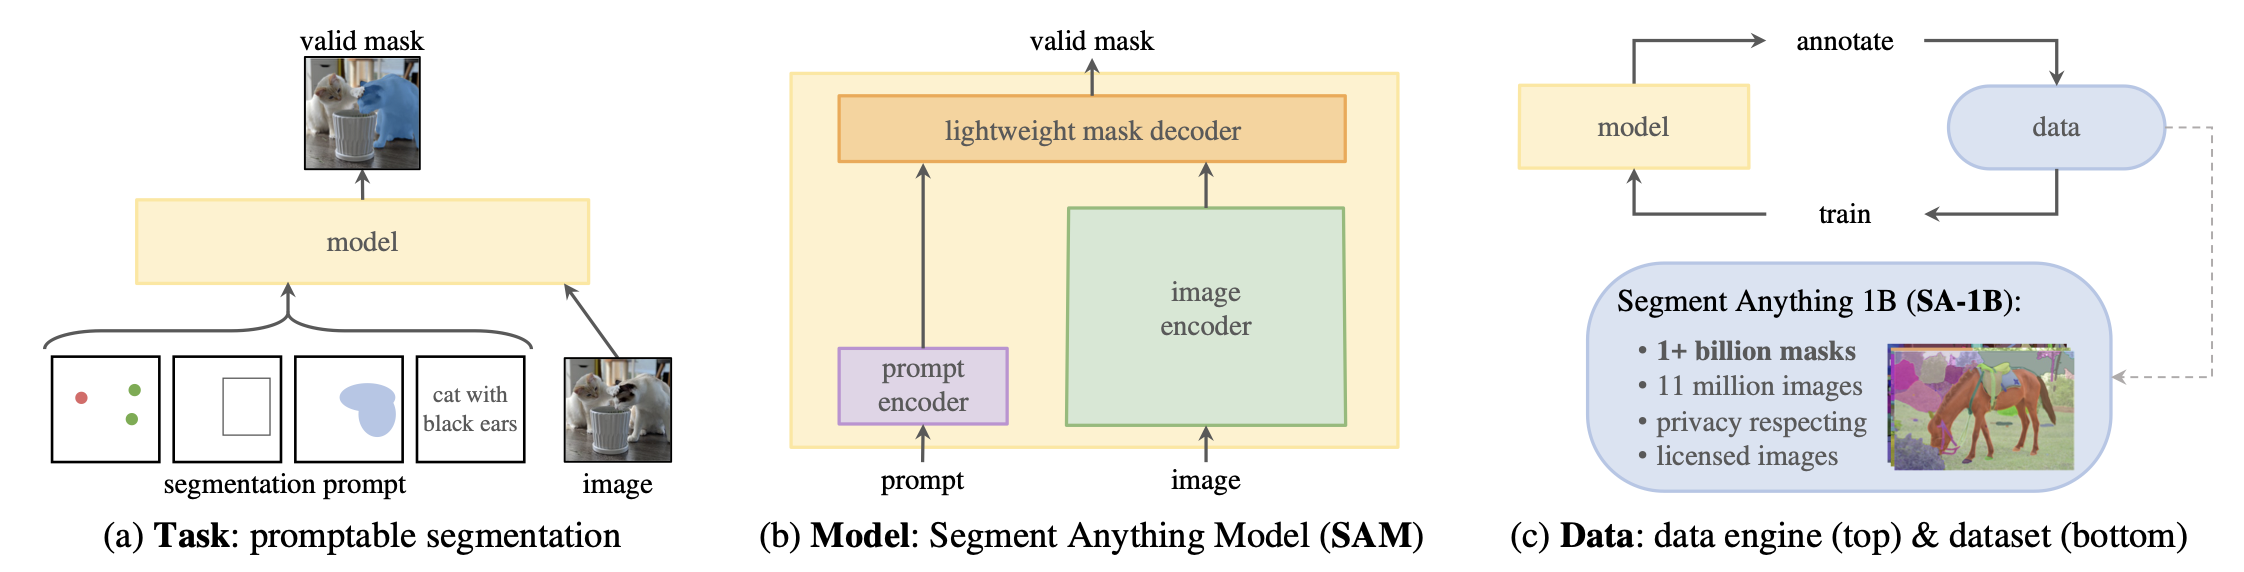 valid mask
model
cat with
black ears
segmentation prompt
image
(a) Task: promptable segmentation
valid mask
lightweight mask decoder
image
encoder
prompt
encoder
prompt
image
(b) Model: Segment Anything Model (SAM)
annotate
model
data
train
Segment Anything 1B (SA-1B):
• 1+ billion masks
• 11 million images
• privacy respecting
• licensed images
(c) Data: data engine (top) & dataset (bottom)